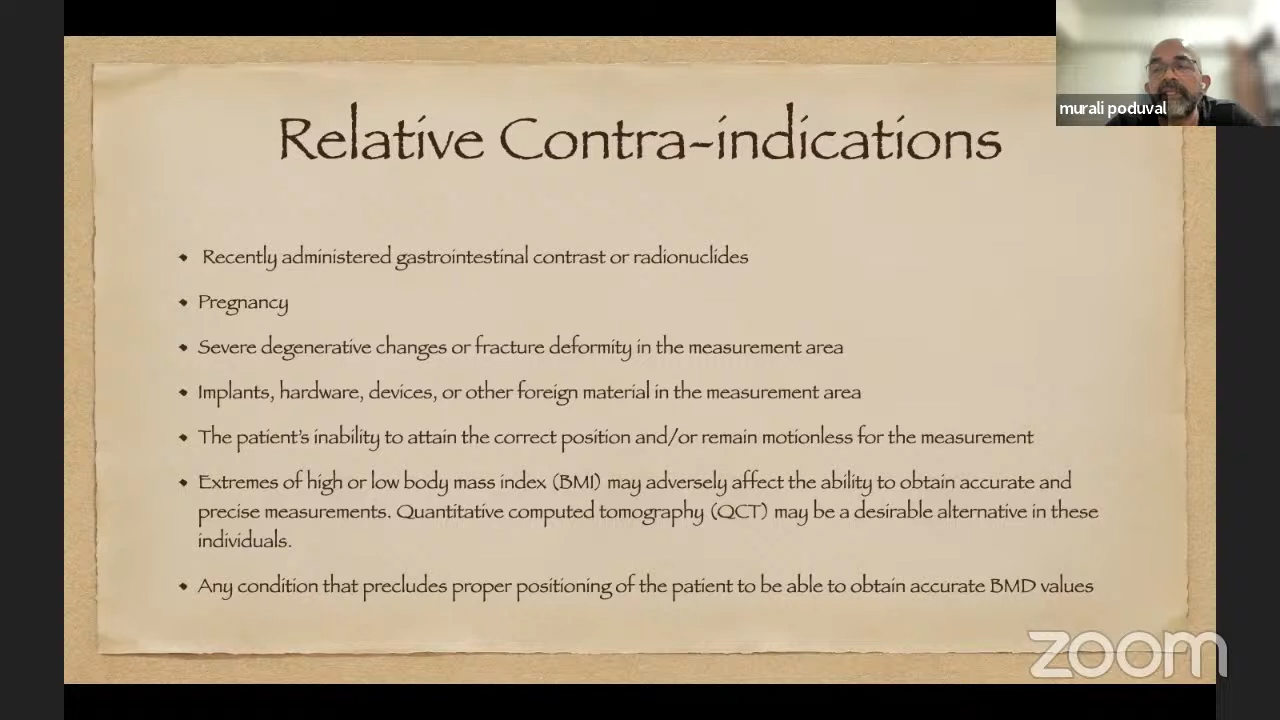 murali poduval
Relative Contra-indications
Recently administered gastrointestinal contrast or radionuclides
Pregnancy
Severe degenerative changes or fracture deformity in the measurement area
Implants, hardware, devices, or other foreign material in the measurement area
The patient's inability to attain the correct position and/or remain motionless for the measurement
Extremes of high or low body mass index (BMI) may adversely affect the ability to obtain accurate and
precise measurements. Quantitative computed tomography (QCT) may be a desirable alternative in these
individuals.
Any condition that precludes proper positioning of the patient to be able to obtain accurate BMD values
zoom